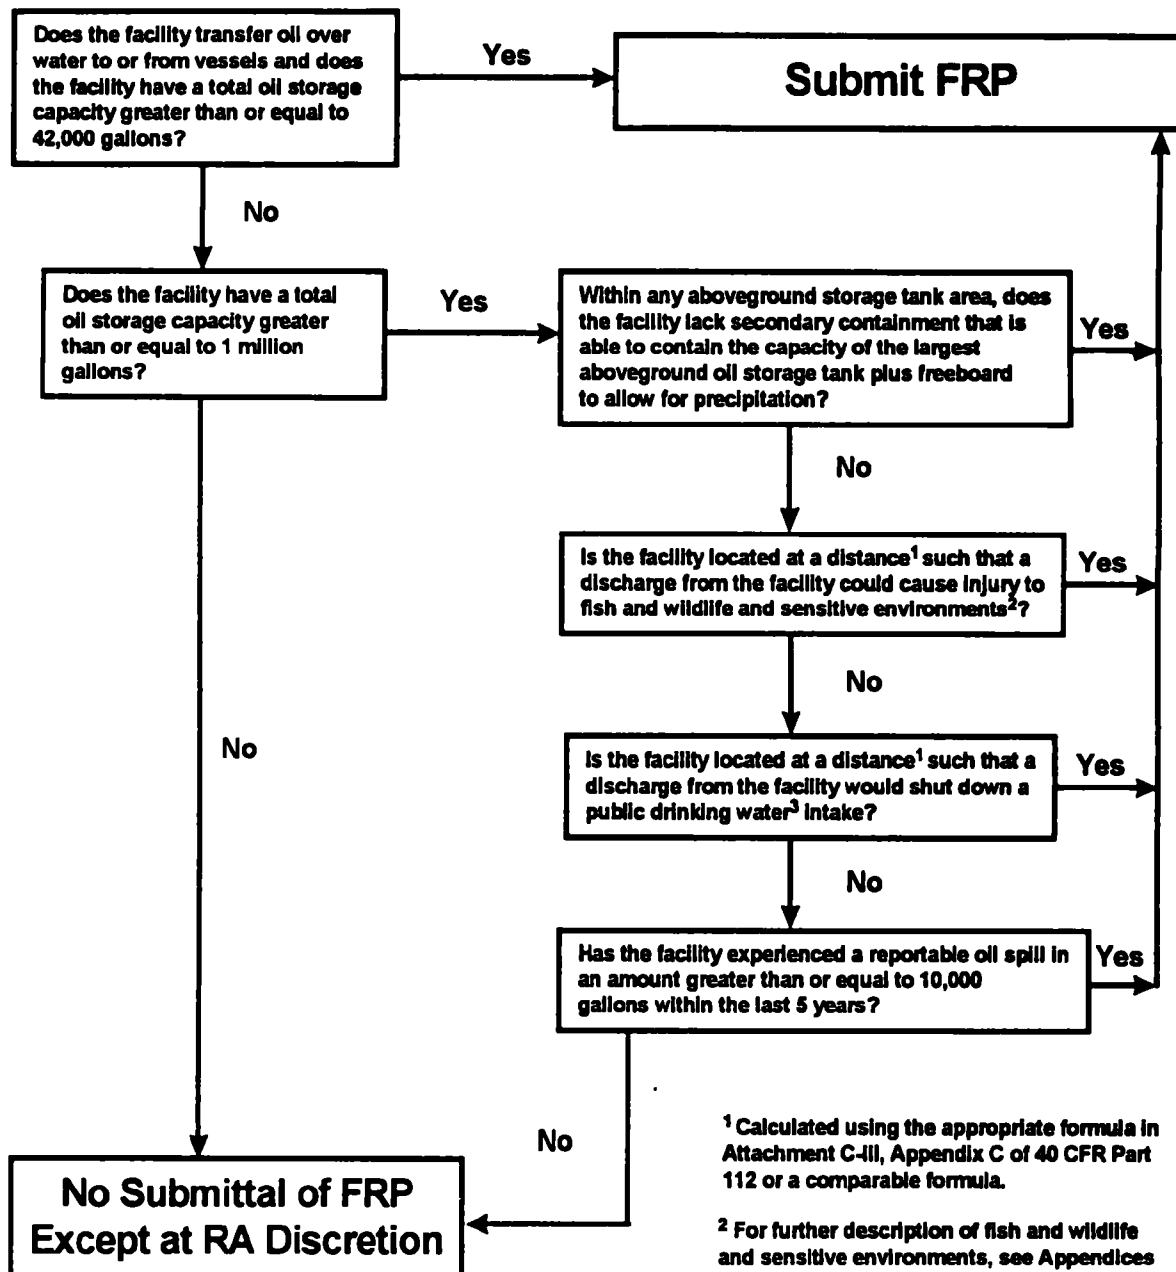 Does the facility transfer oil over
water to or from vessels and does
the facility have a total oil storage
capacity greater than or equal to
42,000 gallons?
Yes
Submit FRP
No
Does the facility have a total
oil storage capacity greater
than or equal to 1 million
gallons?
Yes
Within any aboveground storage tank area, does
the facility lack secondary containment that is
able to contain the capacity of the largest
aboveground oil storage tank plus freeboard
to allow for precipitation?
Yes
No
Is the facility located at a distance¹ such that a
discharge from the facility could cause injury to
fish and wildlife and sensitive environments²?
Yes
No
No
Is the facility located at a distance¹ such that a
discharge from the facility would shut down a
public drinking water³ intake?
Yes
No
Has the facility experienced a reportable oil spill in
an amount greater than or equal to 10,000
gallons within the last 5 years?
Yes
No
No Submittal of FRP
Except at RA Discretion
¹ Calculated using the appropriate formula in
Attachment C-III, Appendix C of 40 CFR Part
112 or a comparable formula.
² For further description of fish and wildlife
and sensitive environments, see Appendices